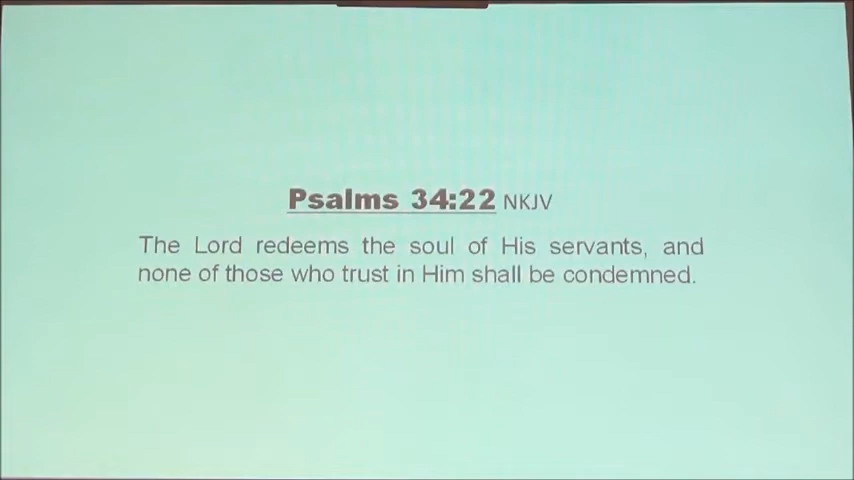 Psalms 34:22 NKJV
The Lord redeems the soul of His servants, and
none of those who trust in Him shall be condemned.